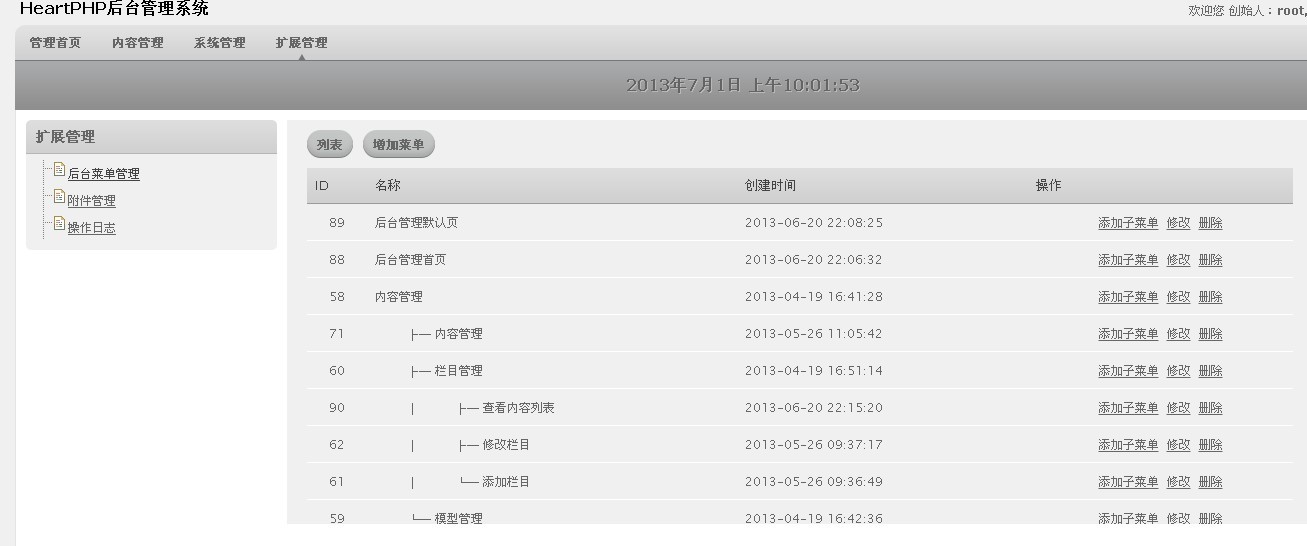 HeartPHP后台管理系统
欢迎您 创始人：root,
管理首页 内容管理 系统管理 扩展管理
2013年7月1日 上午10:01:53
扩展管理
后台菜单管理
附件管理
操作日志
列表 增加菜单
ID 名称 创建时间 操作
89 后台管理默认页 2013-06-20 22:08:25 添加子菜单 修改 删除
88 后台管理首页 2013-06-20 22:06:32 添加子菜单 修改 删除
58 内容管理 2013-04-19 16:41:28 添加子菜单 修改 删除
71 ├─ 内容管理 2013-05-26 11:05:42 添加子菜单 修改 删除
60 ├─ 栏目管理 2013-04-19 16:51:14 添加子菜单 修改 删除
90 | ├─ 查看内容列表 2013-06-20 22:15:20 添加子菜单 修改 删除
62 | ├─ 修改栏目 2013-05-26 09:37:17 添加子菜单 修改 删除
61 | └─ 添加栏目 2013-05-26 09:36:49 添加子菜单 修改 删除
59 └─ 模型管理 2013-04-19 16:42:36 添加子菜单 修改 删除